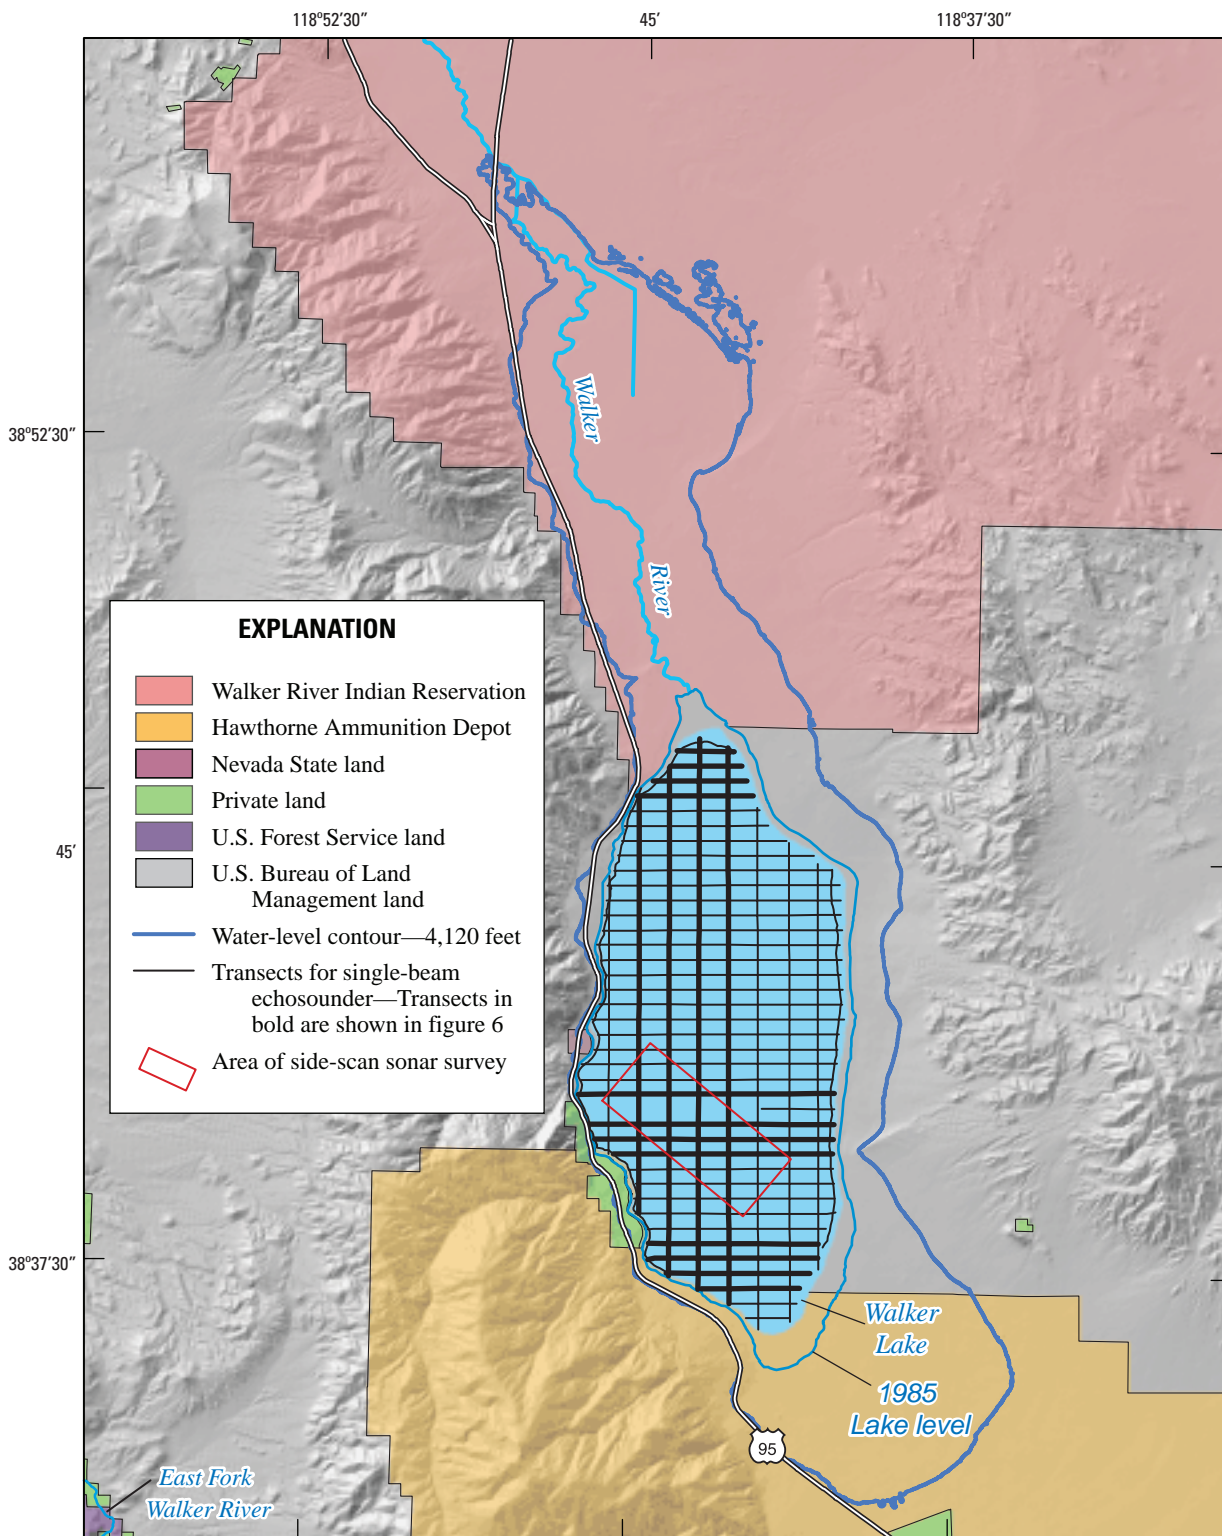 118°52'30"
45'
118°37'30"
38°52'30"
Walker
River
EXPLANATION
Walker River Indian Reservation
Hawthorne Ammunition Depot
Nevada State land
Private land
U.S. Forest Service land
U.S. Bureau of Land
Management land
Water-level contour—4,120 feet
Transects for single-beam
echosounder—Transects in
bold are shown in figure 6
Area of side-scan sonar survey
45'
38°37'30"
Walker
Lake
1985
Lake level
95
East Fork
Walker River